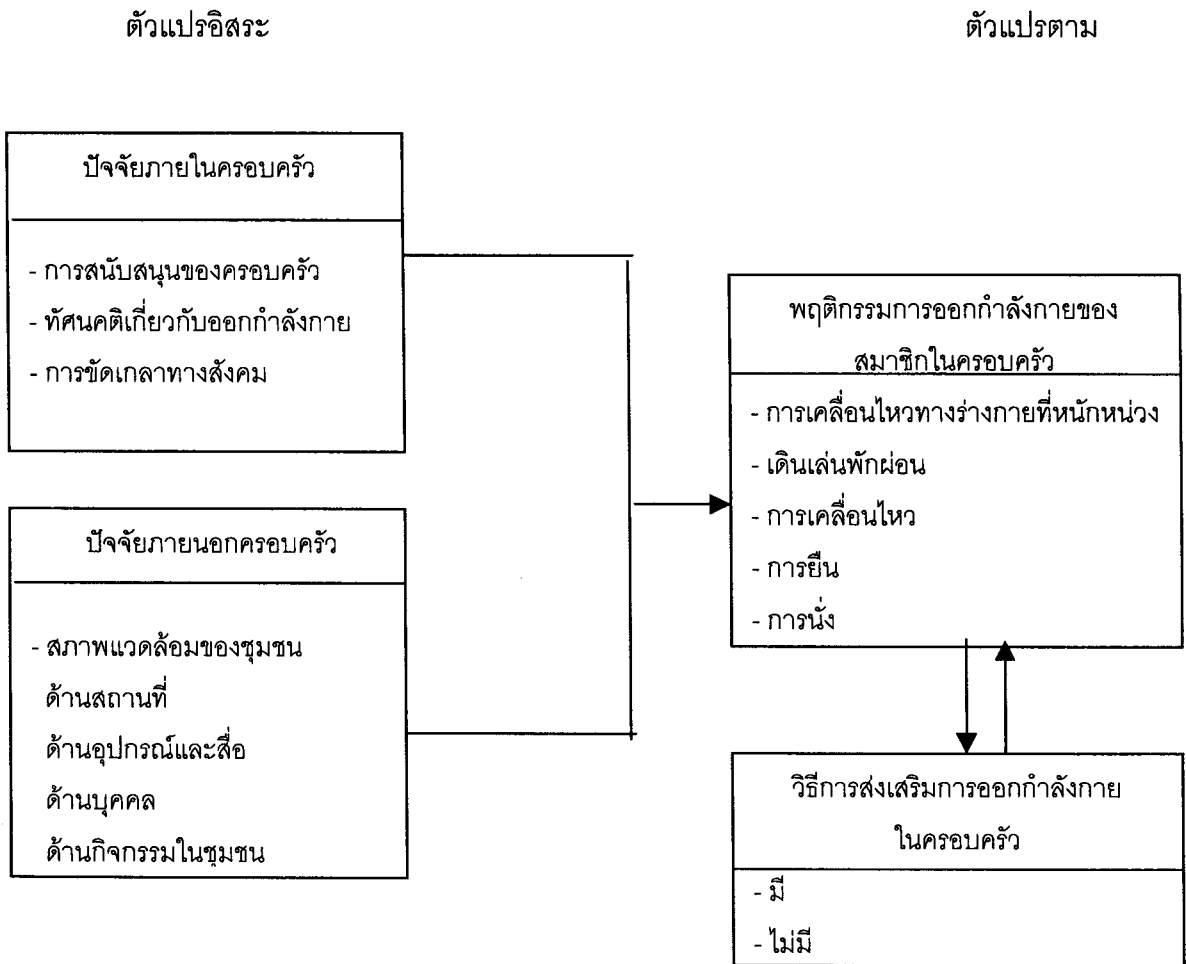 ตัวแปรอิสระ
ตัวแปรตาม
ปัจจัยภายในครอบครัว
- การสนับสนุนของครอบครัว
- ทัศนคติเกี่ยวกับออกกำลังกาย
- การขัดเกลาทางสังคม
ปัจจัยภายนอกครอบครัว
- สภาพแวดล้อมของชุมชน
ด้านสถานที่
ด้านอุปกรณ์และสื่อ
ด้านบุคคล
ด้านกิจกรรมในชุมชน
พฤติกรรมการออกกำลังกายของ
สมาชิกในครอบครัว
- การเคลื่อนไหวทางร่างกายที่หนักหน่วง
- เดินเล่นพักผ่อน
- การเคลื่อนไหว
- การยืน
- การนั่ง
วิธีการส่งเสริมการออกกำลังกาย
ในครอบครัว
- มี
- ไม่มี